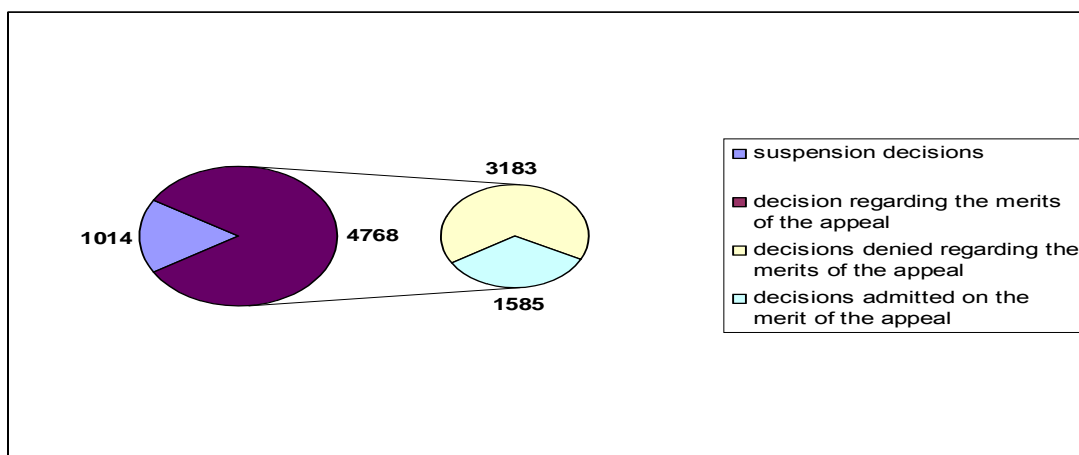 3183
1014
4768
1585
suspension decisions
decision regarding the merits
of the appeal
decisions denied regarding the
merits of the appeal
decisions admitted on the
merit of the appeal